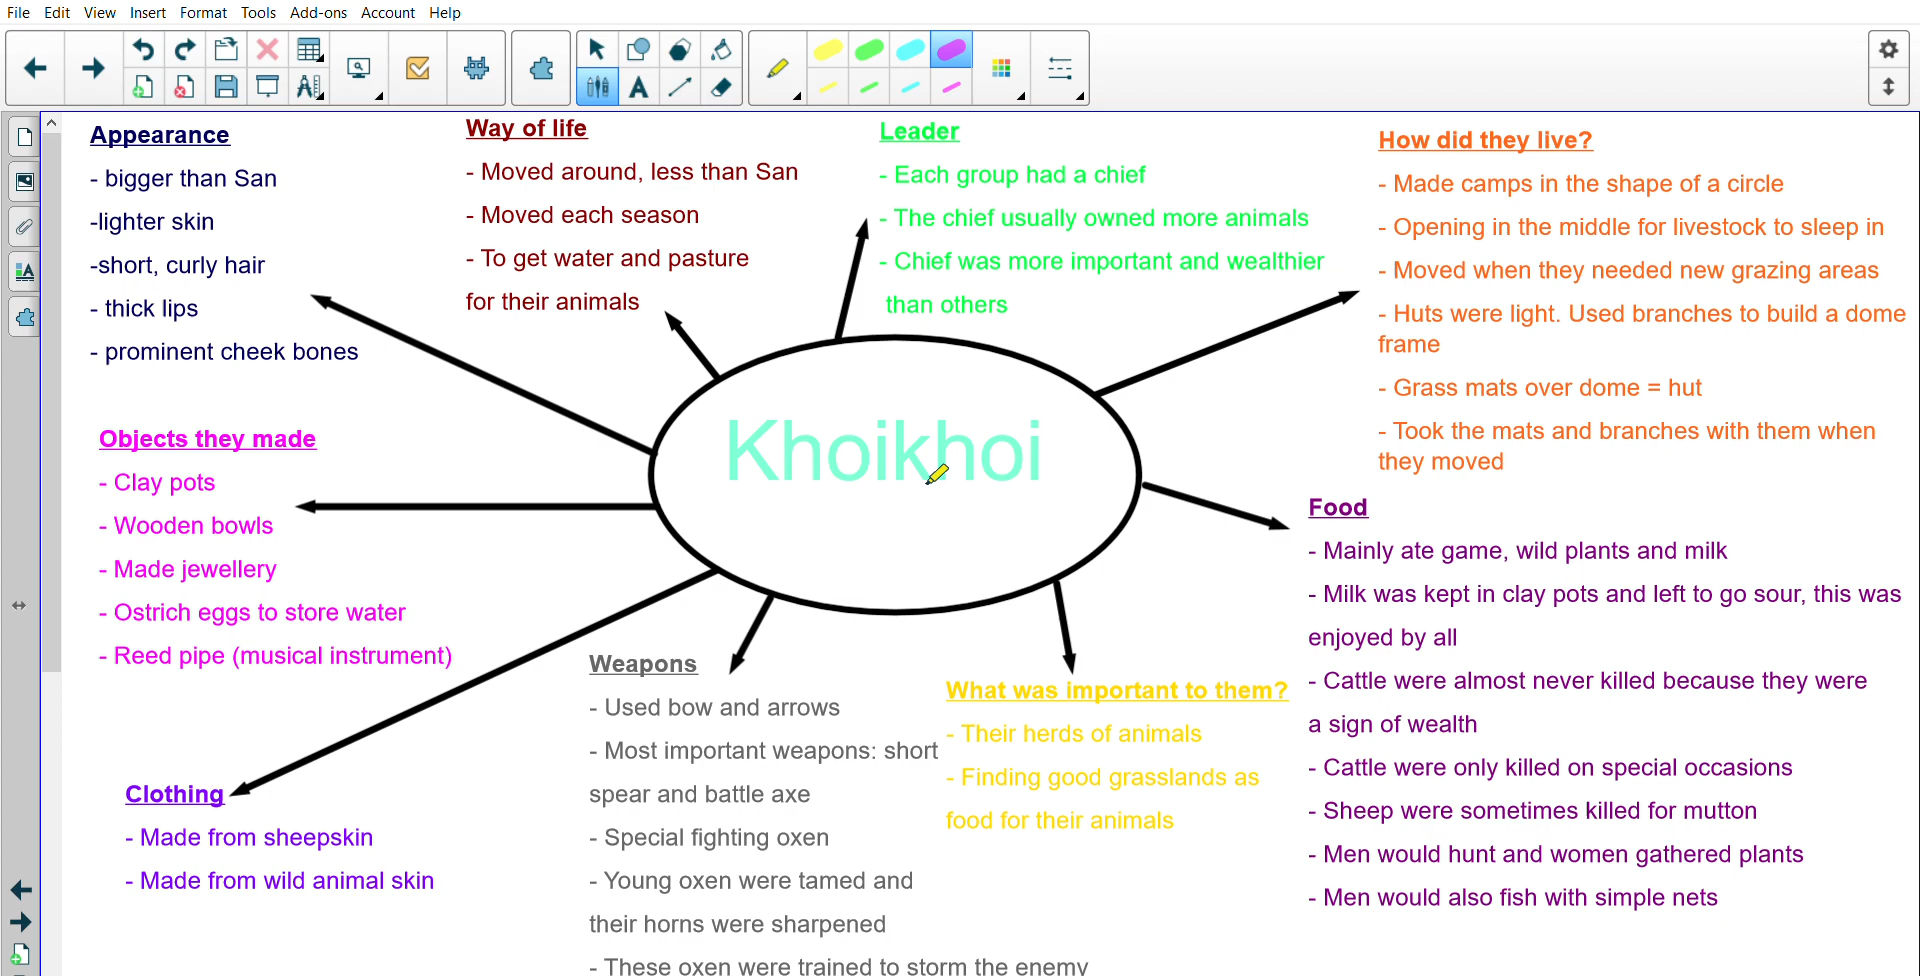 File Edit View Insert Format Tools Add-ons Account Help
Appearance
- bigger than San
-lighter skin
-short, curly hair
- thick lips
- prominent cheek bones
Way of life
- Moved around, less than San
- Moved each season
- To get water and pasture
for their animals
Leader
- Each group had a chief
- The chief usually owned more animals
- Chief was more important and wealthier
than others
How did they live?
- Made camps in the shape of a circle
- Opening in the middle for livestock to sleep in
- Moved when they needed new grazing areas
- Huts were light. Used branches to build a dome
frame
- Grass mats over dome = hut
- Took the mats and branches with them when
they moved
Khoikhoi
Objects they made
- Clay pots
- Wooden bowls
- Made jewellery
- Ostrich eggs to store water
- Reed pipe (musical instrument)
Food
- Mainly ate game, wild plants and milk
- Milk was kept in clay pots and left to go sour, this was
enjoyed by all
- Cattle were almost never killed because they were
a sign of wealth
- Cattle were only killed on special occasions
- Sheep were sometimes killed for mutton
- Men would hunt and women gathered plants
- Men would also fish with simple nets
Clothing
- Made from sheepskin
- Made from wild animal skin
Weapons
- Used bow and arrows
- Most important weapons: short
spear and battle axe
- Special fighting oxen
- Young oxen were tamed and
their horns were sharpened
- These oxen were trained to storm the enemy
What was important to them?
- Their herds of animals
- Finding good grasslands as
food for their animals